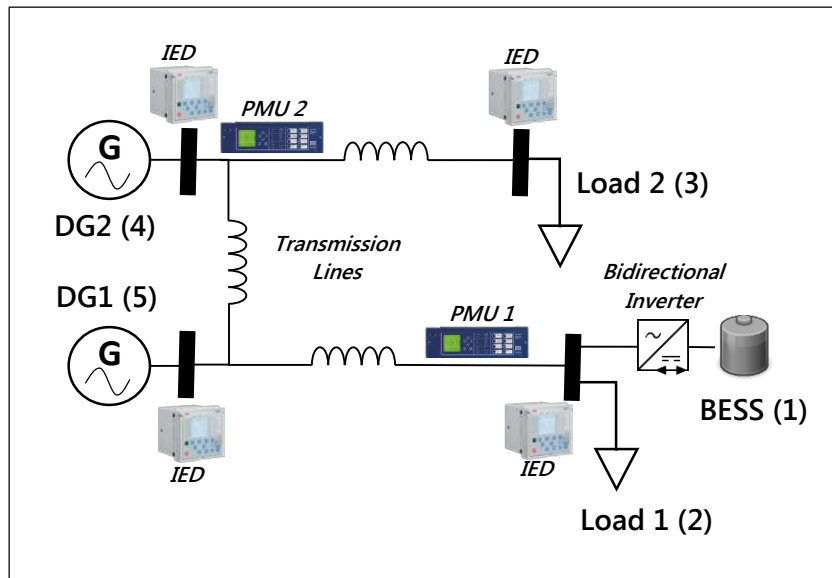 IED
IED
PMU 2
G
DG2 (4)
Load 2 (3)
Transmission
Lines
Bidirectional
Inverter
DG1 (5)
PMU 1
G
BESS (1)
IED
IED
Load 1 (2)